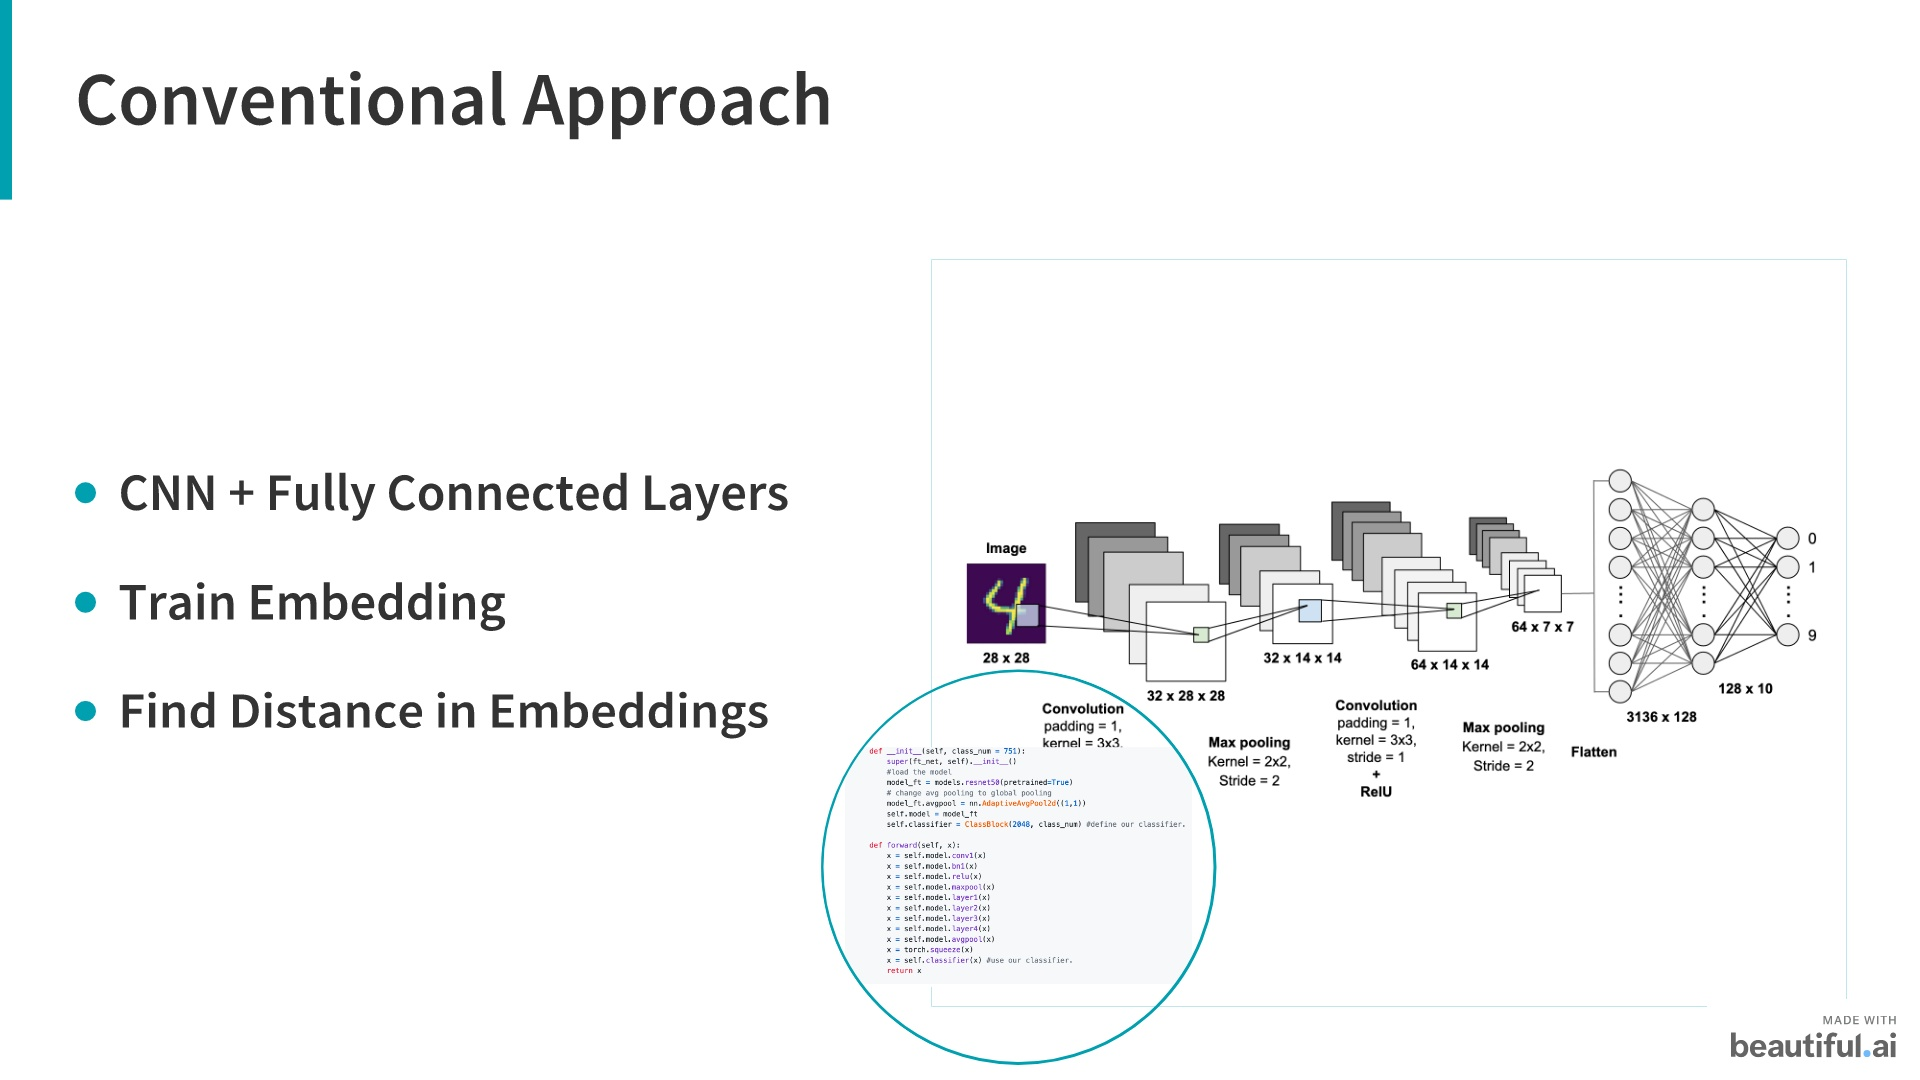 Conventional Approach
CNN + Fully Connected Layers
Train Embedding
Find Distance in Embeddings
Image
28 x 28
32 x 28 x 28
32 x 14 x 14
64 x 14 x 14
64 x 7 x 7
0
1
9
128 x 10
3136 x 128
Convolution
padding = 1,
kernel = 3x3,
Max pooling
Kernel = 2x2,
Stride = 2
Convolution
padding = 1,
kernel = 3x3,
stride = 1
+
RelU
Max pooling
Kernel = 2x2,
Stride = 2
Flatten
def __init__(self, class_num = 751):
super(ft_net, self).__init__()
#load the model
model_ft = models.resnet50(pretrained=True)
# change avg pooling to global pooling
model_ft.avgpool = nn.AdaptiveAvgPool2d((1,1))
self.model = model_ft
self.classifier = ClassBlock(2048, class_num) #define our classifier.
def forward(self, x):
x = self.model.conv1(x)
x = self.model.bn1(x)
x = self.model.relu(x)
x = self.model.maxpool(x)
x = self.model.layer1(x)
x = self.model.layer2(x)
x = self.model.layer3(x)
x = self.model.layer4(x)
x = self.model.avgpool(x)
x = torch.squeeze(x)
x = self.classifier(x) #use our classifier.
return x
MADE WITH
beautiful.ai